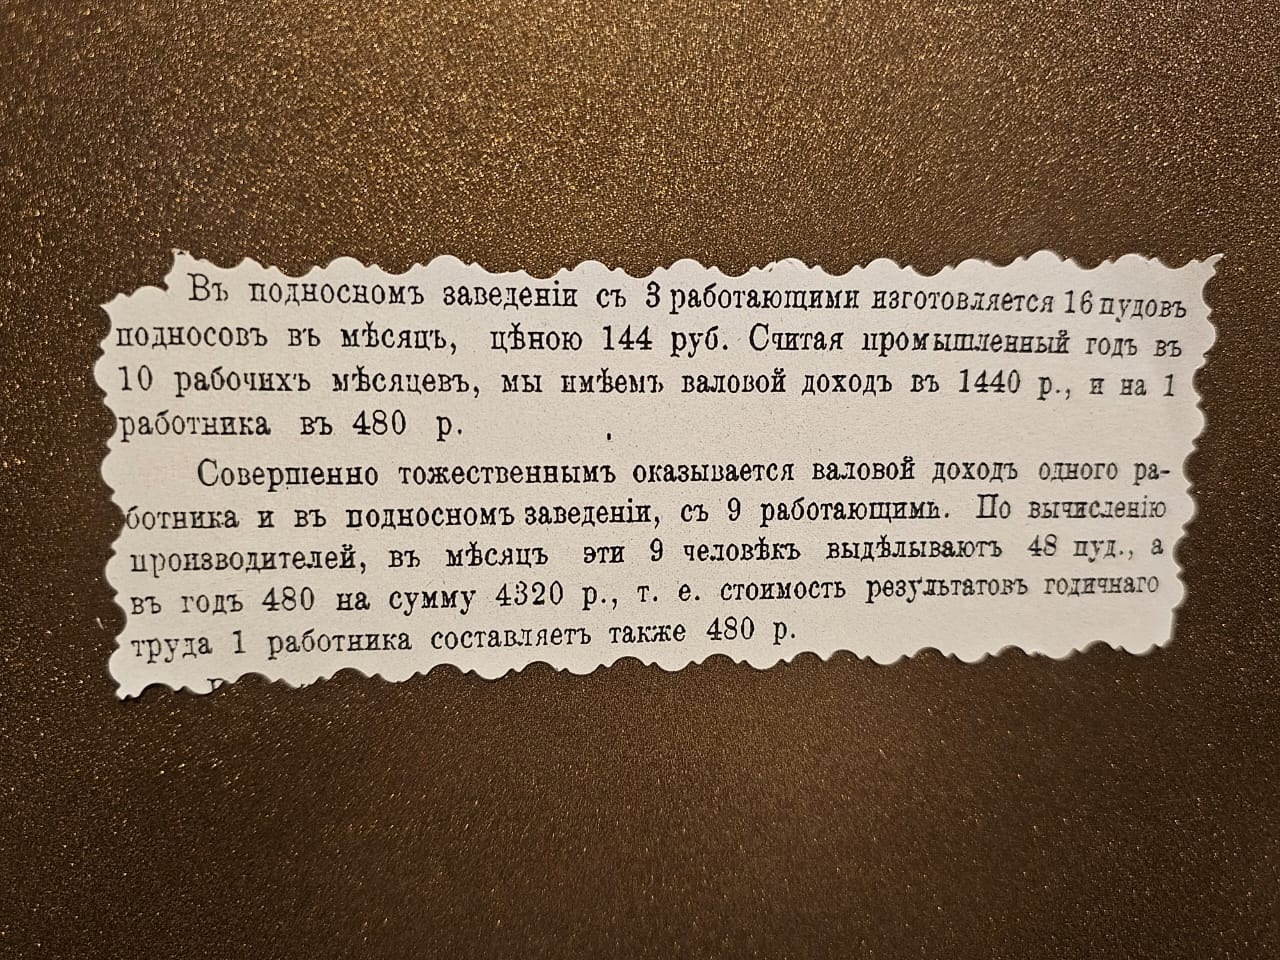 Въ подносномъ заведеніи съ 3 работающими изготовляется 16 пудовъ
подносовъ въ мѣсяцъ, цѣною 144 руб. Считая промышленный годъ въ
10 рабочихъ мѣсяцевъ, мы имѣемъ валовой доходъ въ 1440 р., и на 1
работника въ 480 р.
Совершенно тожественнымъ оказывается валовой доходъ одного ра-
ботника и въ подносномъ заведеніи, съ 9 работающими. По вычисленію
производителей, въ мѣсяцъ эти 9 человѣкъ выдѣлываютъ 48 пуд., а
въ годъ 480 на сумму 4320 р., т. е. стоимость результатовъ годичнаго
труда 1 работника составляетъ также 480 р.